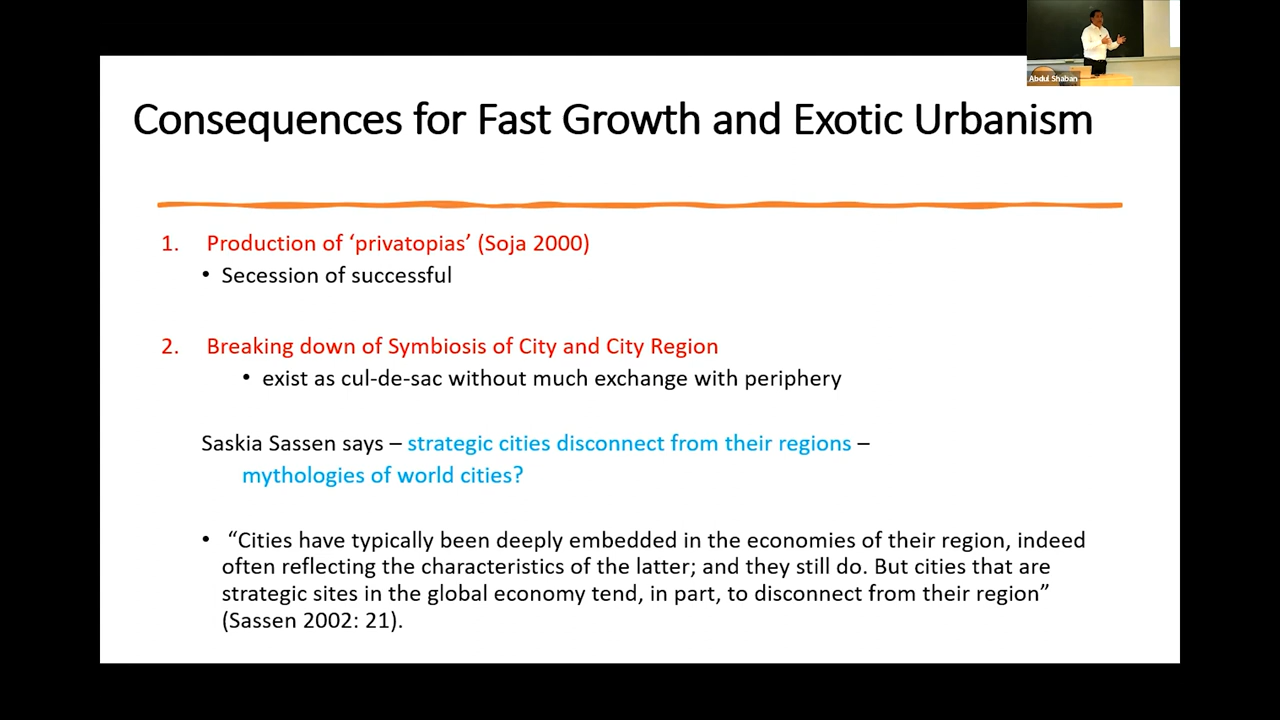 Abdul Shaban
Consequences for Fast Growth and Exotic Urbanism
1. Production of ‘privatopias’ (Soja 2000)
• Secession of successful
2. Breaking down of Symbiosis of City and City Region
• exist as cul-de-sac without much exchange with periphery
Saskia Sassen says – strategic cities disconnect from their regions –
mythologies of world cities?
• “Cities have typically been deeply embedded in the economies of their region, indeed
often reflecting the characteristics of the latter; and they still do. But cities that are
strategic sites in the global economy tend, in part, to disconnect from their region”
(Sassen 2002: 21).